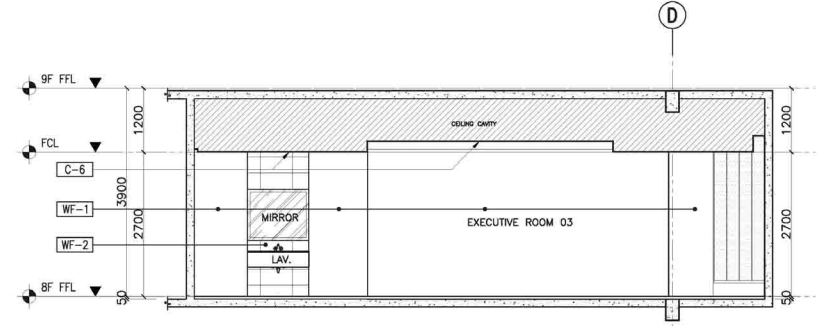 D
9F FFL
1200
CEILING CAVITY
1200
FCL
C-6
3900
WF-1
2700
MIRROR
EXECUTIVE ROOM 03
2700
WF-2
LAV.
8F FFL
50
50